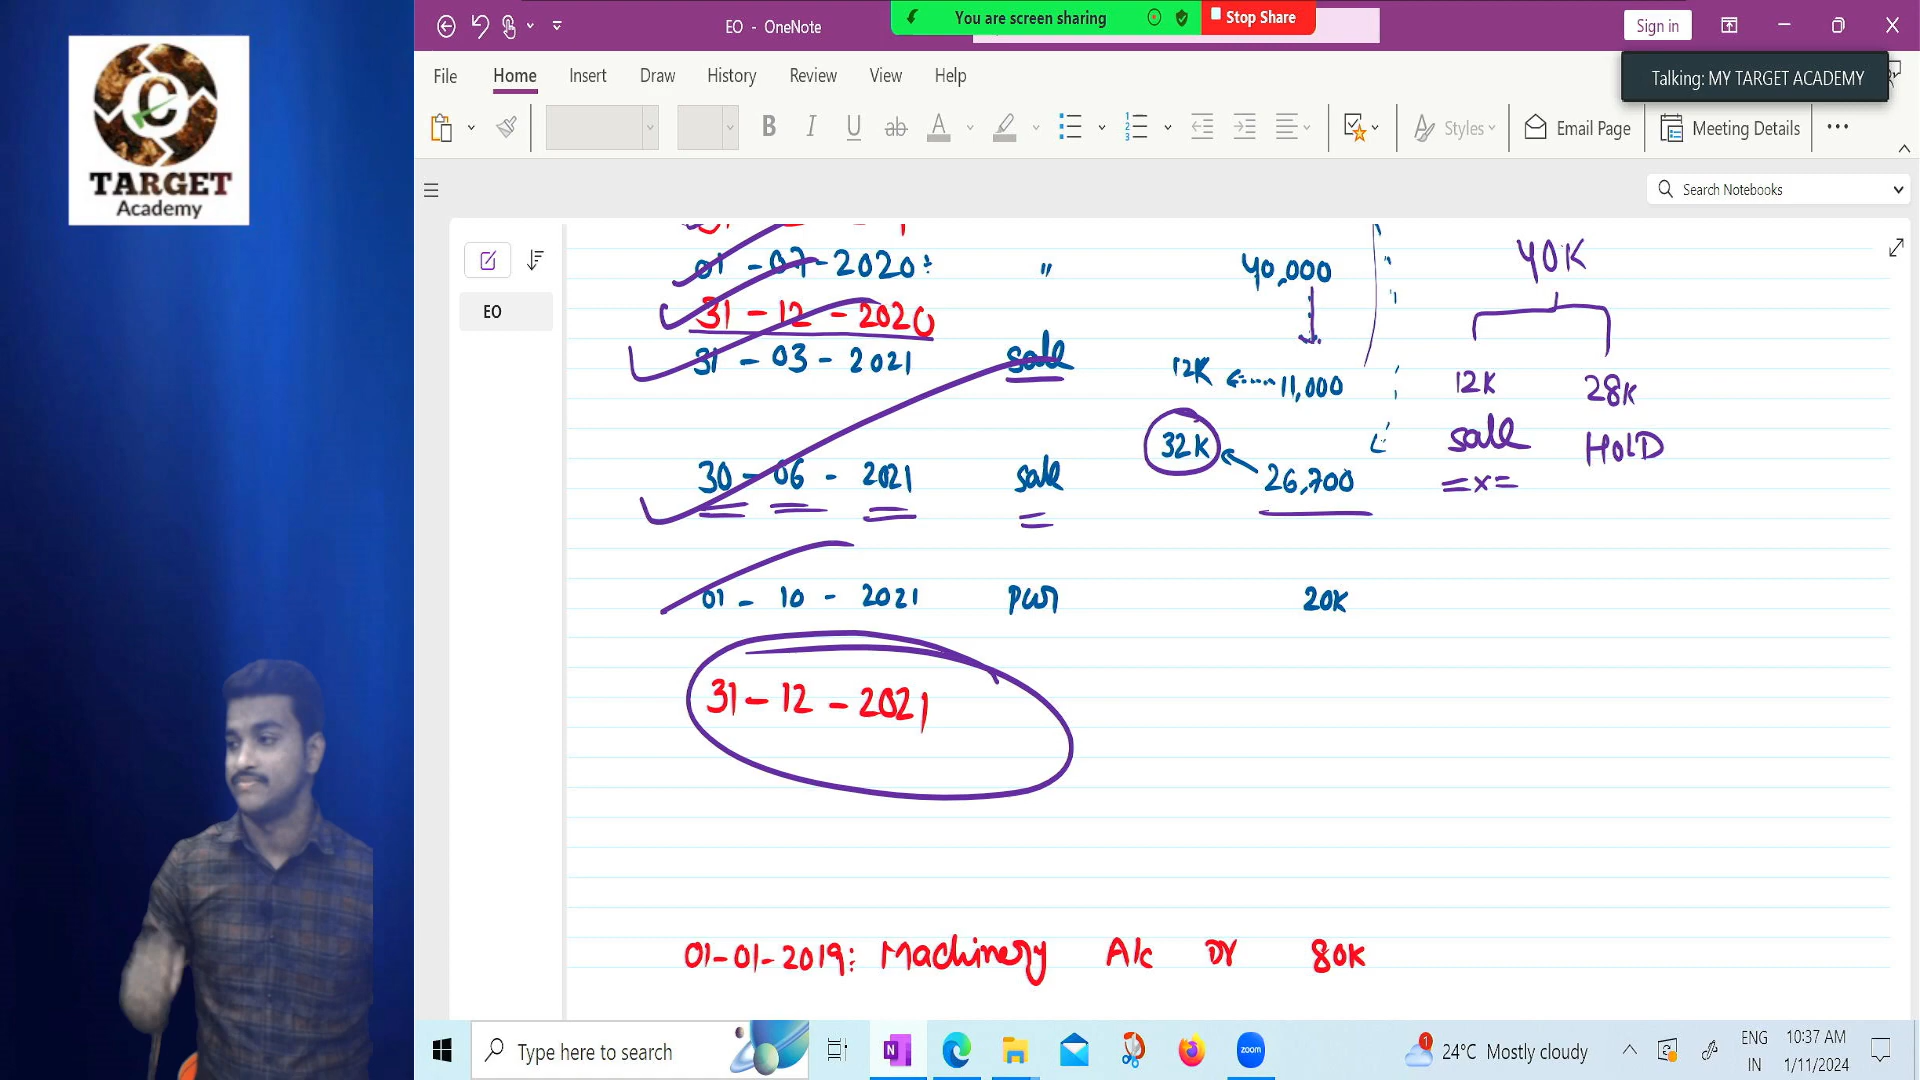 EO - OneNote
You are screen sharing
Stop Share
Sign in
File Home Insert Draw History Review View Help
Talking: MY TARGET ACADEMY
B I U ab A
Styles
Email Page
Meeting Details
Search Notebooks
C
TARGET
Academy
EO
01 - 07 - 2020 : " 40,000
31 - 12 - 2020
31 - 03 - 2021 sale 12K 11,000
32K
30 - 06 - 2021 sale 26,700
01 - 10 - 2021 pur 20K
31 - 12 - 2021
40K
12K 28K
sale HOLD
=x=
01-01-2019: Machinery A/c Dr 80K
Type here to search
N
zoom
1
24°C Mostly cloudy
ENG
IN
10:37 AM
1/11/2024